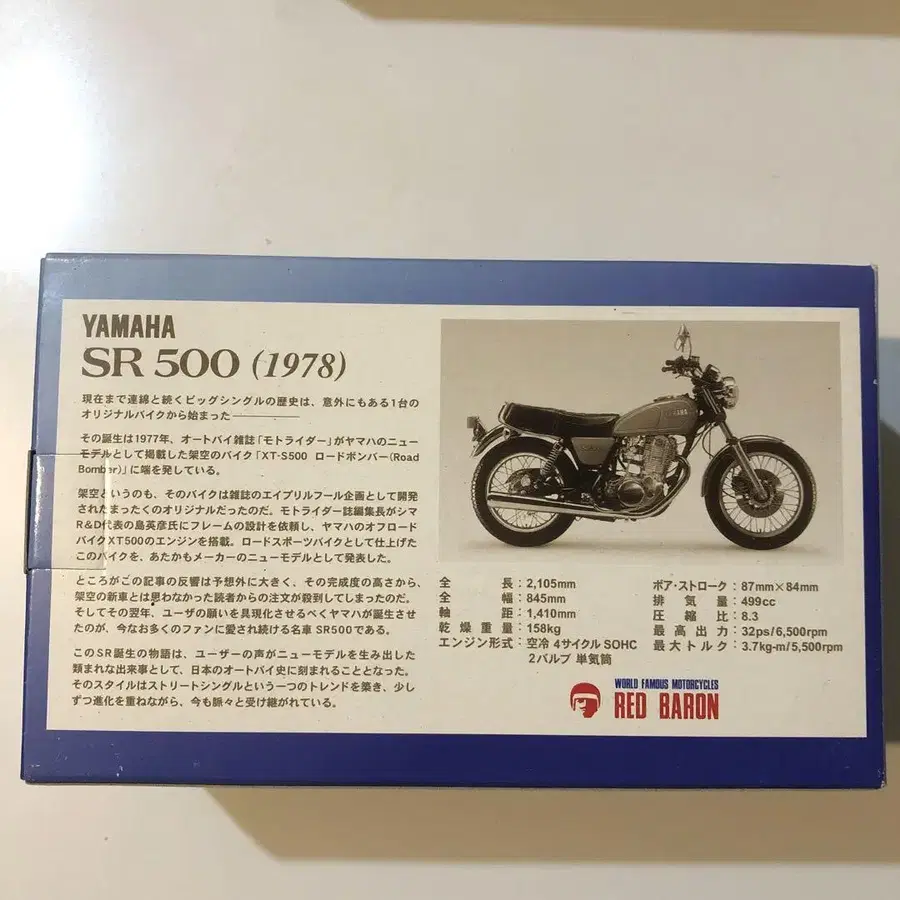 YAMAHA
SR 500 (1978)
現在まで連綿と続くビッグシングルの歴史は、意外にもある1台の
オリジナルバイクから始まった――――
その誕生は1977年、オートバイ雑誌「モトライダー」がヤマハのニュー
モデルとして掲載した架空のバイク「XT-S500 ロードボンバー(Road
Bomber)」に端を発している。
架空というのも、そのバイクは雑誌のエイプリルフール企画として開発
されたまったくのオリジナルだったのだ。モトライダー誌編集長がシマ
R&D代表の島英彦氏にフレームの設計を依頼し、ヤマハのオフロード
バイクXT500のエンジンを搭載。ロードスポーツバイクとして仕上げた
このバイクを、あたかもメーカーのニューモデルとして発表した。
ところがこの記事の反響は予想外に大きく、その完成度の高さから、
架空の新車とは思わなかった読者からの注文が殺到してしまったのだ。
そしてその翌年、ユーザの願いを具現化させるべくヤマハが誕生させ
たのが、今なお多くのファンに愛され続ける名車 SR500である。
このSR誕生の物語は、ユーザーの声がニューモデルを生み出した
類まれな出来事として、日本のオートバイ史に刻まれることとなった。
そのスタイルはストリートシングルという一つのトレンドを築き、少し
ずつ進化を重ねながら、今も脈々と受け継がれている。
YAMAHA
全長：2,105mm
全幅：845mm
軸距：1,410mm
乾燥重量：158kg
エンジン形式：空冷 4サイクル SOHC
2バルブ 単気筒
ボア・ストローク：87mm×84mm
排気量：499cc
圧縮比：8.3
最高出力：32ps/6,500rpm
最大トルク：3.7kg-m/5,500rpm
WORLD FAMOUS MOTORCYCLES
RED BARON